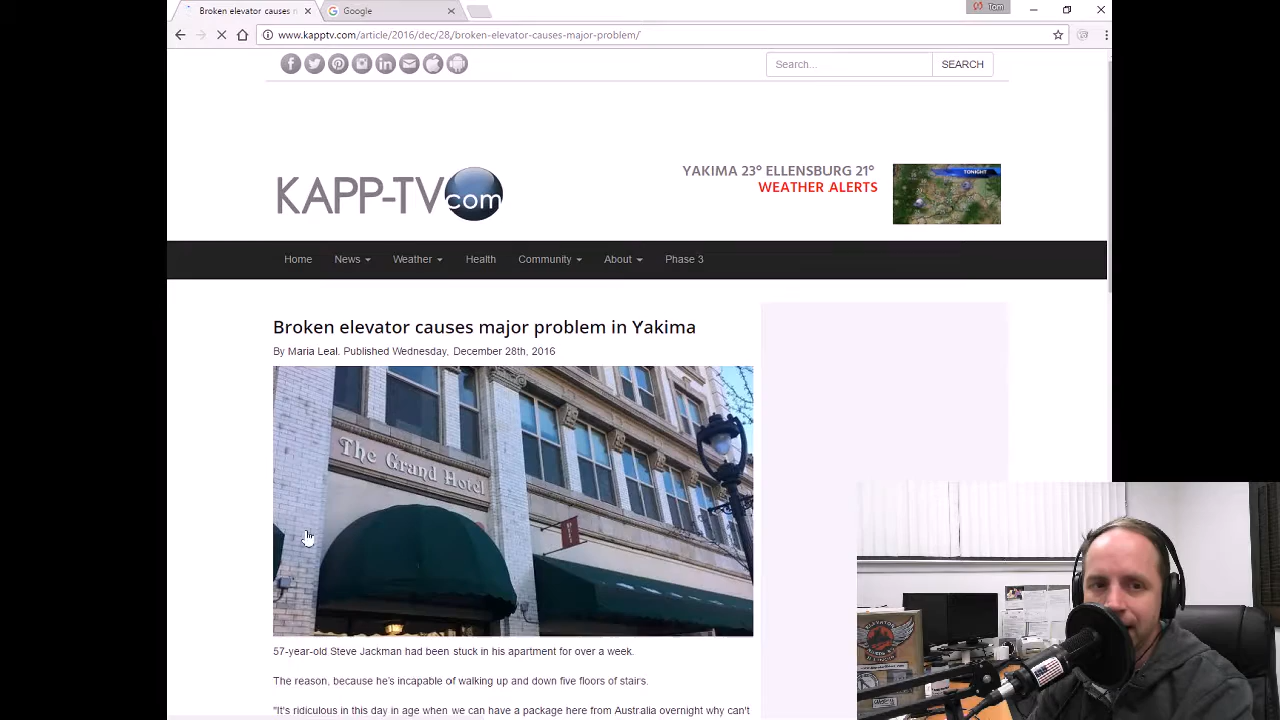 Broken elevator causes n
Google
Tom
www.kapptv.com/article/2016/dec/28/broken-elevator-causes-major-problem/
Search...
SEARCH
KAPP-TV.com
YAKIMA 23° ELLENSBURG 21°
WEATHER ALERTS
TONIGHT
Home
News
Weather
Health
Community
About
Phase 3
Broken elevator causes major problem in Yakima
By Maria Leal. Published Wednesday, December 28th, 2016
The Grand Hotel
57-year-old Steve Jackman had been stuck in his apartment for over a week.
The reason, because he's incapable of walking up and down five floors of stairs.
"It's ridiculous in this day in age when we can have a package here from Australia overnight why can't